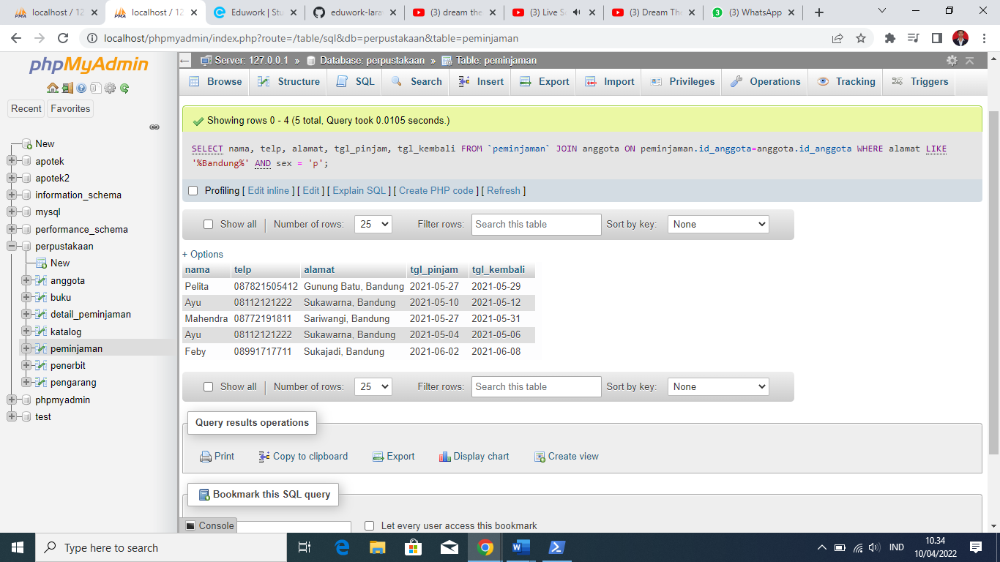 localhost / 12
localhost / 12
Eduwork | Stu
eduwork-lara
(3) dream the
(3) Live S
(3) Dream The
(3) WhatsApp
localhost/phpmyadmin/index.php?route=/table/sql&db=perpustakaan&table=peminjaman
phpMyAdmin
Recent Favorites
New
apotek
apotek2
information_schema
mysql
performance_schema
perpustakaan
New
anggota
buku
detail_peminjaman
katalog
peminjaman
penerbit
pengarang
phpmyadmin
test
Server: 127.0.0.1 » Database: perpustakaan » Table: peminjaman
Browse Structure SQL Search Insert Export Import Privileges Operations Tracking Triggers
Showing rows 0 - 4 (5 total, Query took 0.0105 seconds.)
SELECT nama, telp, alamat, tgl_pinjam, tgl_kembali FROM `peminjaman` JOIN anggota ON peminjaman.id_anggota=anggota.id_anggota WHERE alamat LIKE
'%Bandung%' AND sex = 'p';
Profiling [ Edit inline ] [ Edit ] [ Explain SQL ] [ Create PHP code ] [ Refresh ]
Show all | Number of rows: 25 Filter rows: Search this table Sort by key: None
+ Options
nama telp alamat tgl_pinjam tgl_kembali
Pelita 087821505412 Gunung Batu, Bandung 2021-05-27 2021-05-29
Ayu 08112121222 Sukawarna, Bandung 2021-05-10 2021-05-12
Mahendra 08772191811 Sariwangi, Bandung 2021-05-27 2021-05-31
Ayu 08112121222 Sukawarna, Bandung 2021-05-04 2021-05-06
Feby 08991717711 Sukajadi, Bandung 2021-06-02 2021-06-08
Show all | Number of rows: 25 Filter rows: Search this table Sort by key: None
Query results operations
Print Copy to clipboard Export Display chart Create view
Bookmark this SQL query
Console
Let every user access this bookmark
Type here to search
IND
10.34
10/04/2022